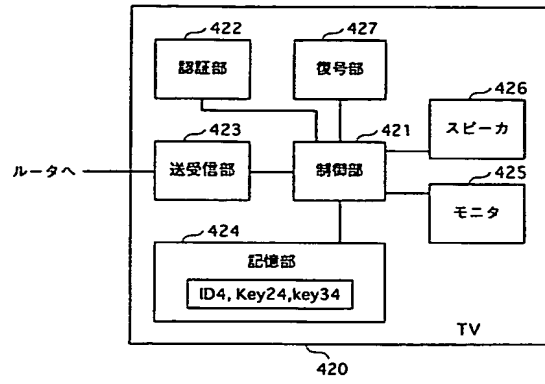 422
認証部
427
復号部
426
スピーカ
423
送受信部
421
制御部
ルータへ
425
モニタ
424
記憶部
ID4, Key24,key34
TV
420